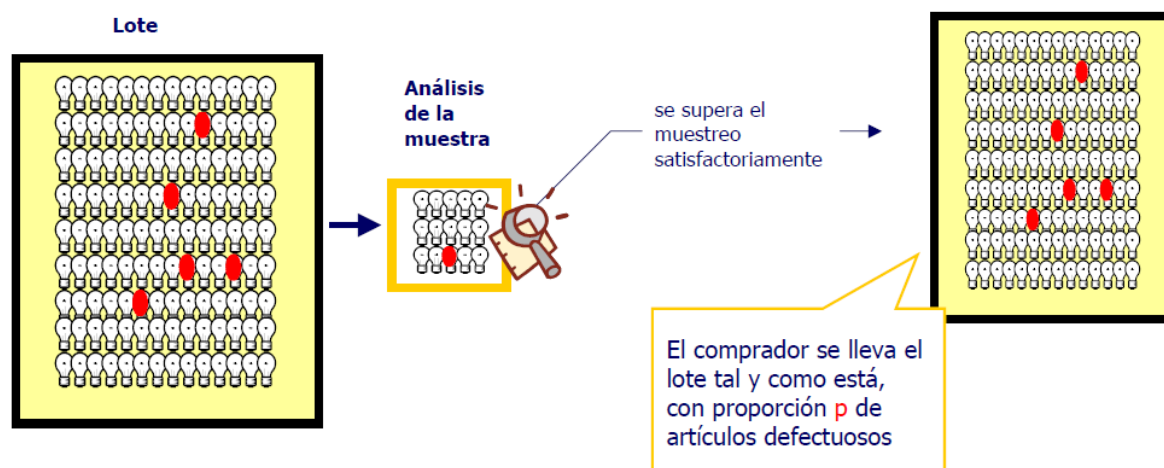 Lote
Análisis
de la
muestra
se supera el
muestreo
satisfactoriamente
El comprador se lleva el
lote tal y como está,
con proporción p de
artículos defectuosos